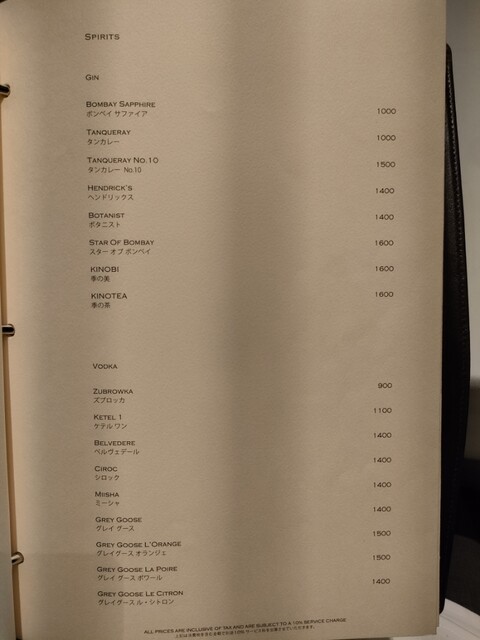 SPIRITS
GIN
BOMBAY SAPPHIRE 1000
ボンベイ サファイア
TANQUERAY 1000
タンカレー
TANQUERAY NO.10 1500
タンカレー No.10
HENDRICK'S 1400
ヘンドリックス
BOTANIST 1400
ボタニスト
STAR OF BOMBAY 1600
スター オブ ボンベイ
KINOBI 1600
季の美
KINOTEA 1600
季の茶
VODKA
ZUBROWKA 900
ズブロッカ
KETEL 1 1100
ケテル ワン
BELVEDERE 1400
ベルヴェデール
CIROC 1400
シロック
MIISHA 1400
ミーシャ
GREY GOOSE 1400
グレイ グース
GREY GOOSE L'ORANGE 1500
グレイグース オランジェ
GREY GOOSE LA POIRE 1500
グレイ グース ポワール
GREY GOOSE LE CITRON 1400
グレイグース ル・シトロン
ALL PRICES ARE INCLUSIVE OF TAX AND ARE SUBJECT TO A 10% SERVICE CHARGE